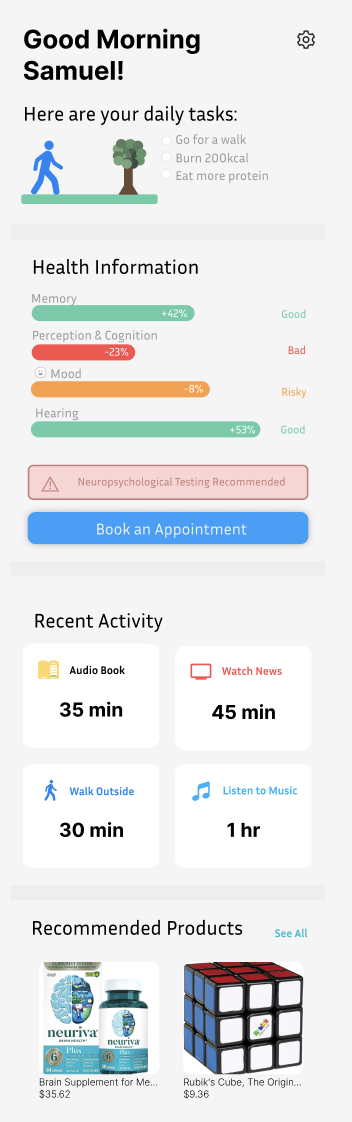 Good Morning
Samuel!
Here are your daily tasks:
Go for a walk
Burn 200kcal
Eat more protein
Health Information
Memory
+42%
Good
Perception & Cognition
-23%
Bad
Mood
-8%
Risky
Hearing
+53%
Good
Neuropsychological Testing Recommended
Book an Appointment
Recent Activity
Audio Book
35 min
Watch News
45 min
Walk Outside
30 min
Listen to Music
1 hr
Recommended Products
See All
neuriva
Plus
neuriva
Plus
Brain Supplement for Me...
$35.62
Rubik's Cube, The Origin...
$9.36